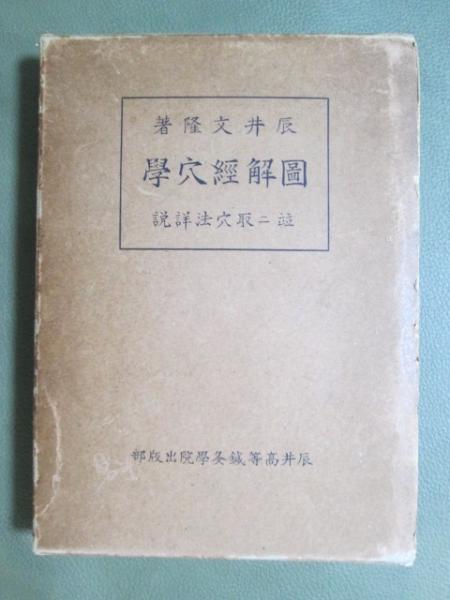 辰井文隆著
圖解經穴學
竝ニ取穴法詳説
辰井高等鍼灸學院出版部